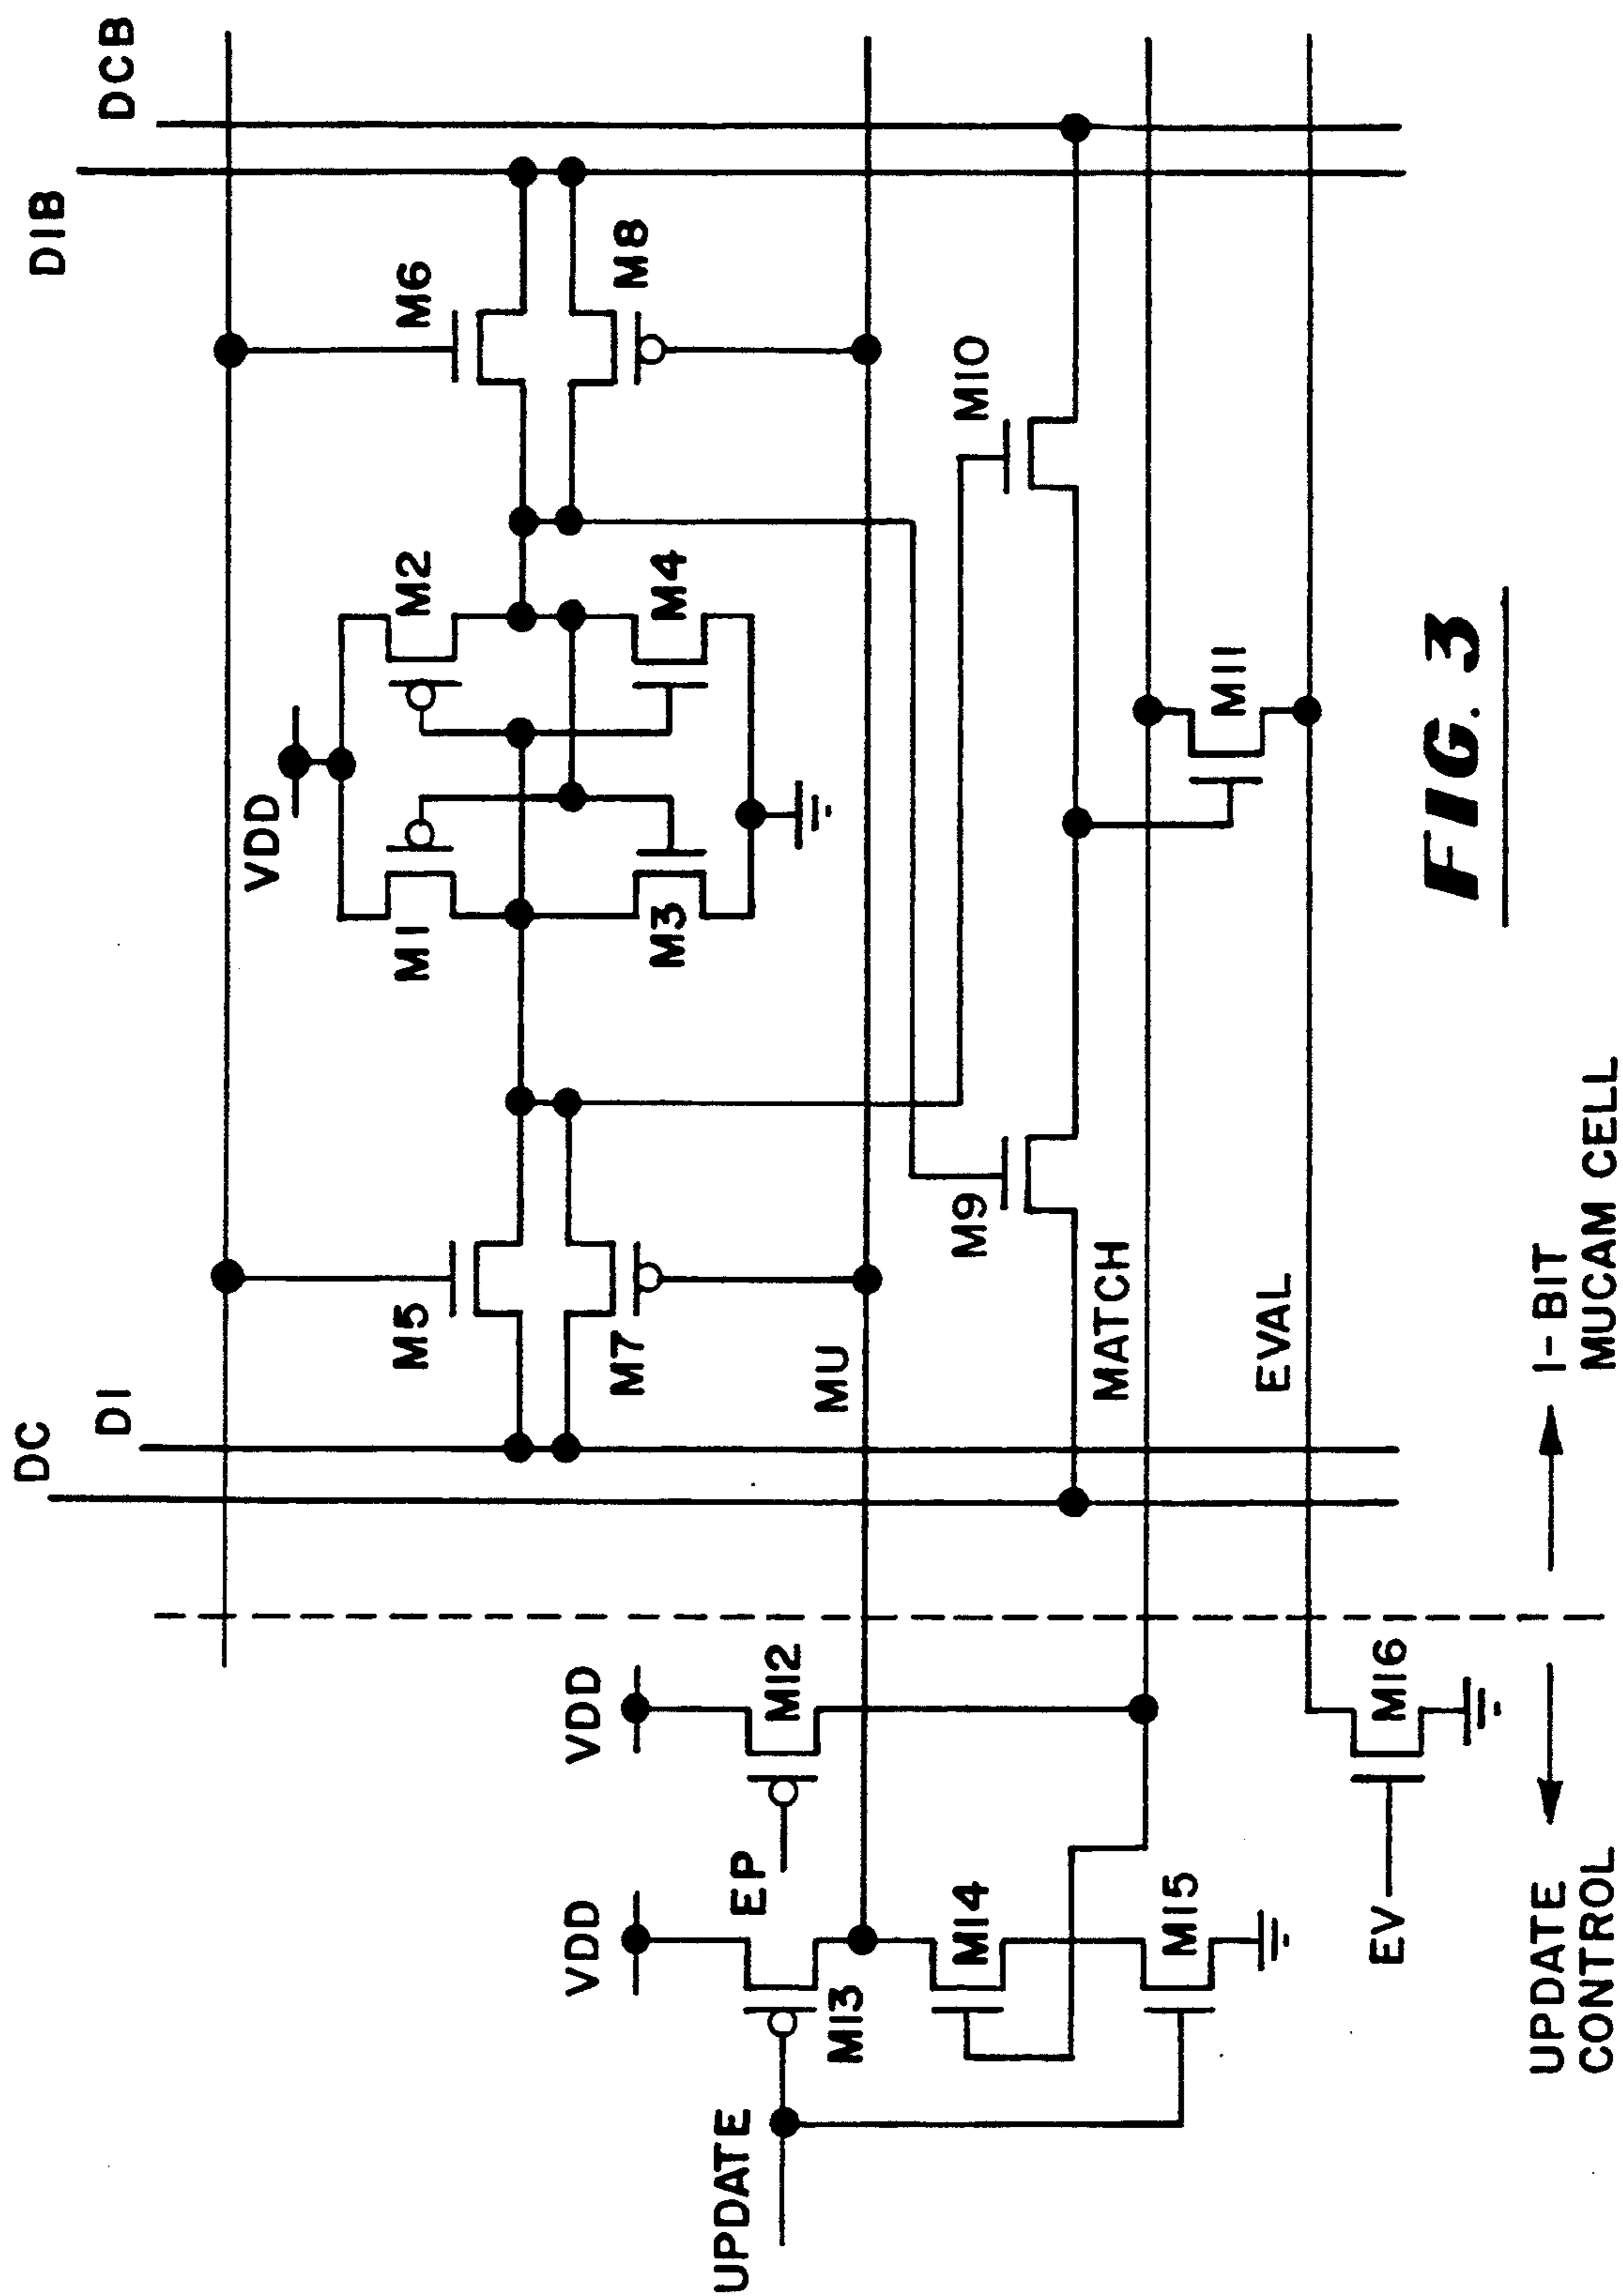 DC
DI
DIB
DCB
VDD
M1
M2
M3
M4
M5
M6
M7
M8
MU
M9
M10
MATCH
M11
EVAL
VDD
VDD
UPDATE
EP
M12
M13
M14
M15
EV
M16
UPDATE
CONTROL
1-BIT
MUCAM CELL
FIG. 3